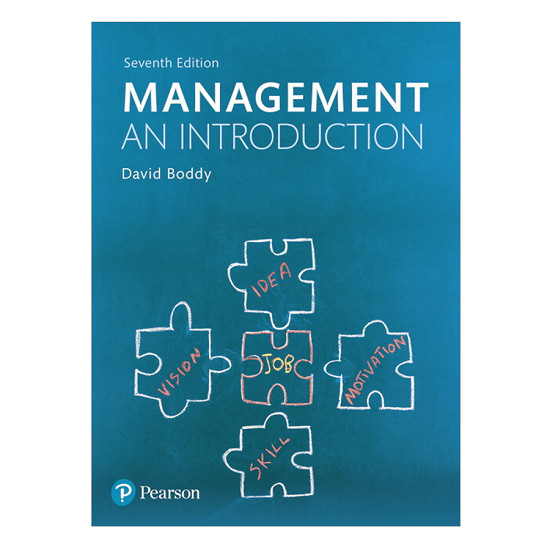 Seventh Edition
MANAGEMENT
AN INTRODUCTION
David Boddy
IDEA
VISION
JOB
MOTIVATION
SKILL
P Pearson